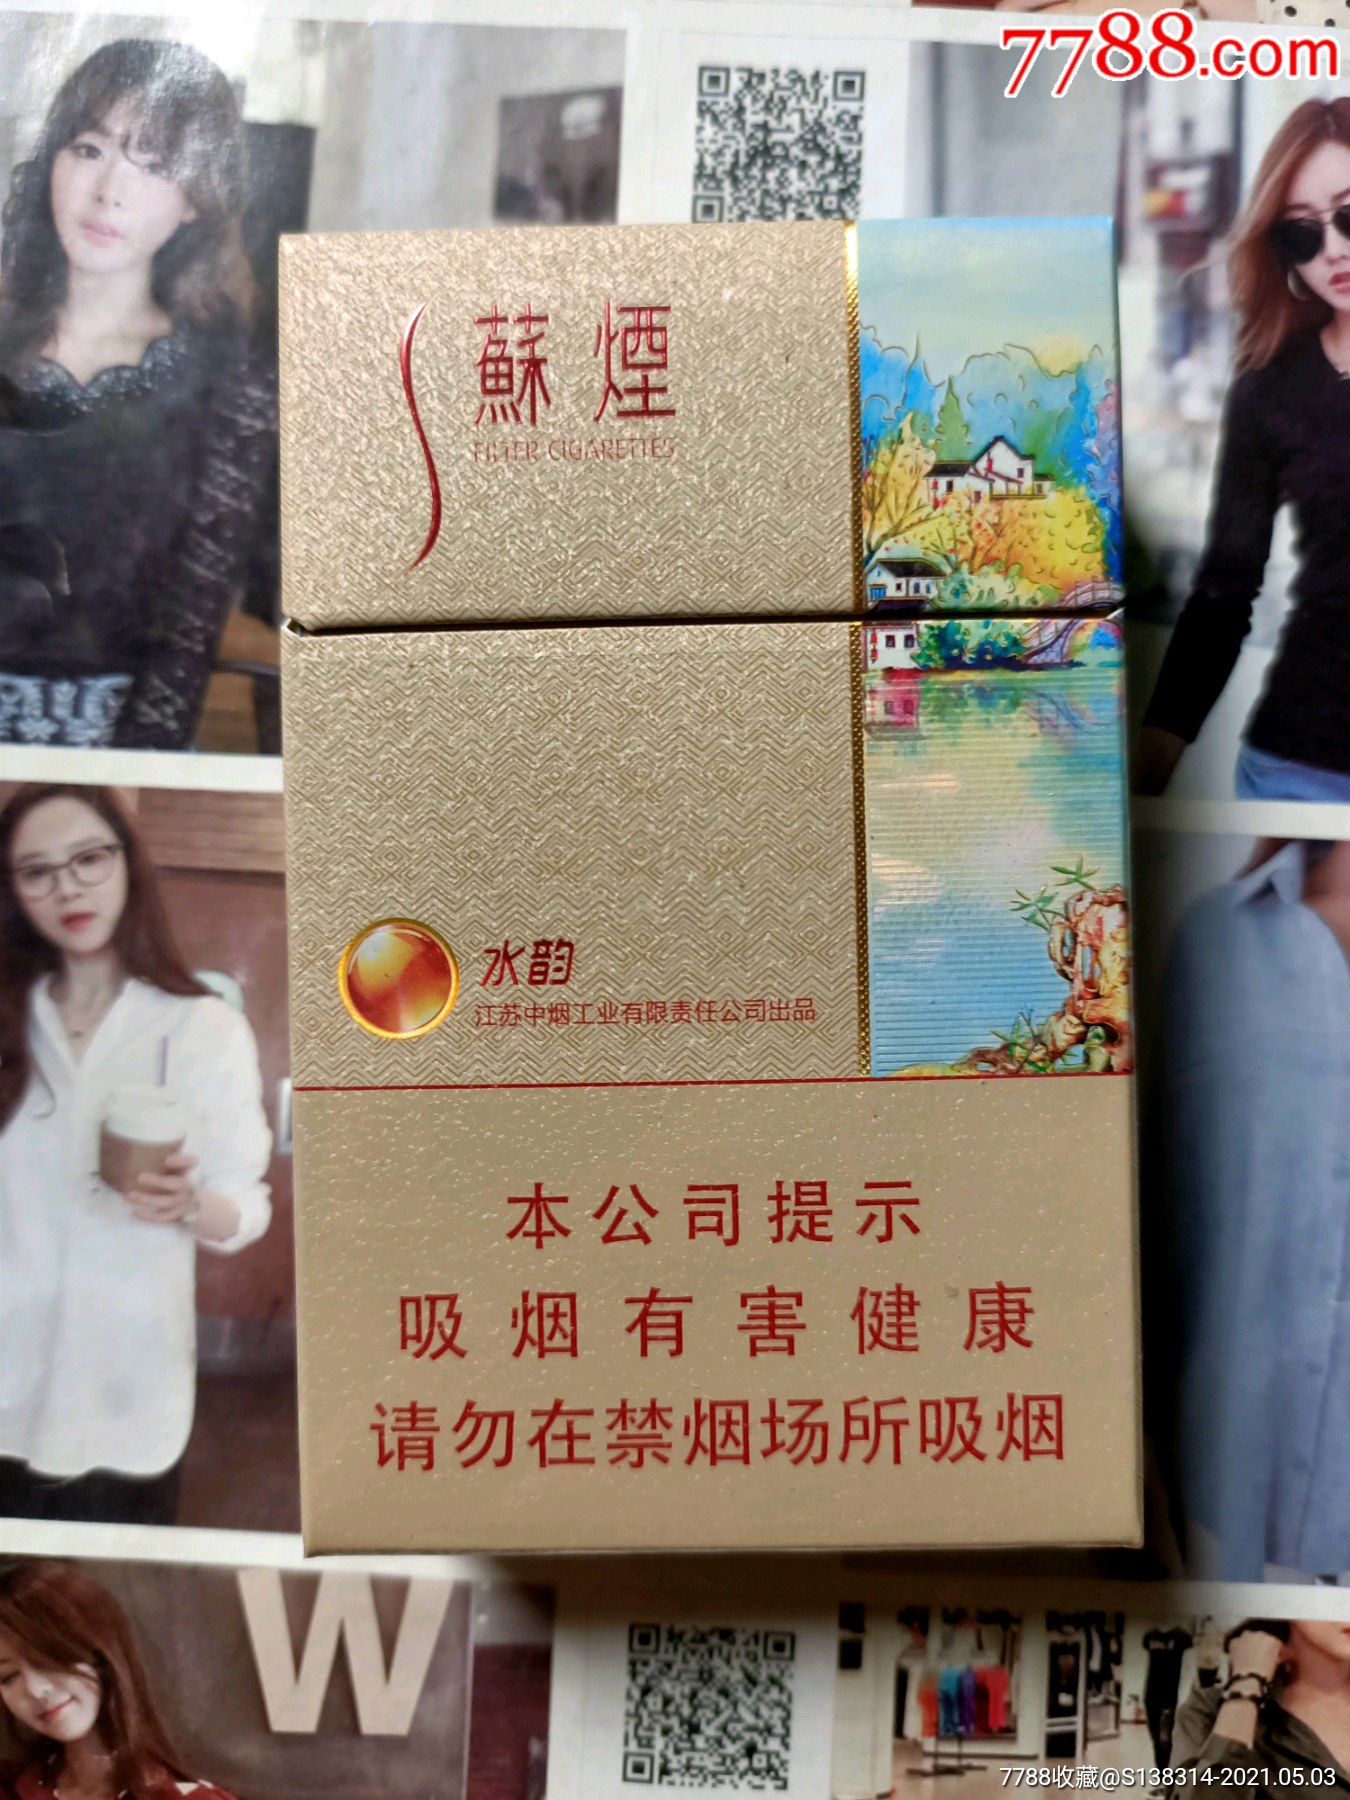 7788.com
蘇煙
FILTER CIGARETTES
水韵
江苏中烟工业有限责任公司出品
本公司提示
吸烟有害健康
请勿在禁烟场所吸烟
W
7788收藏@S138314-2021.05.03